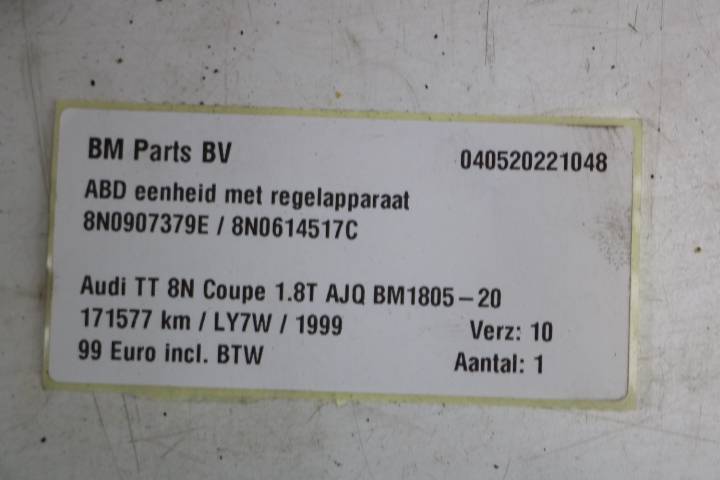 BM Parts BV 040520221048
ABD eenheid met regelapparaat
8N0907379E / 8N0614517C
Audi TT 8N Coupe 1.8T AJQ BM1805-20
171577 km / LY7W / 1999 Verz: 10
99 Euro incl. BTW Aantal: 1